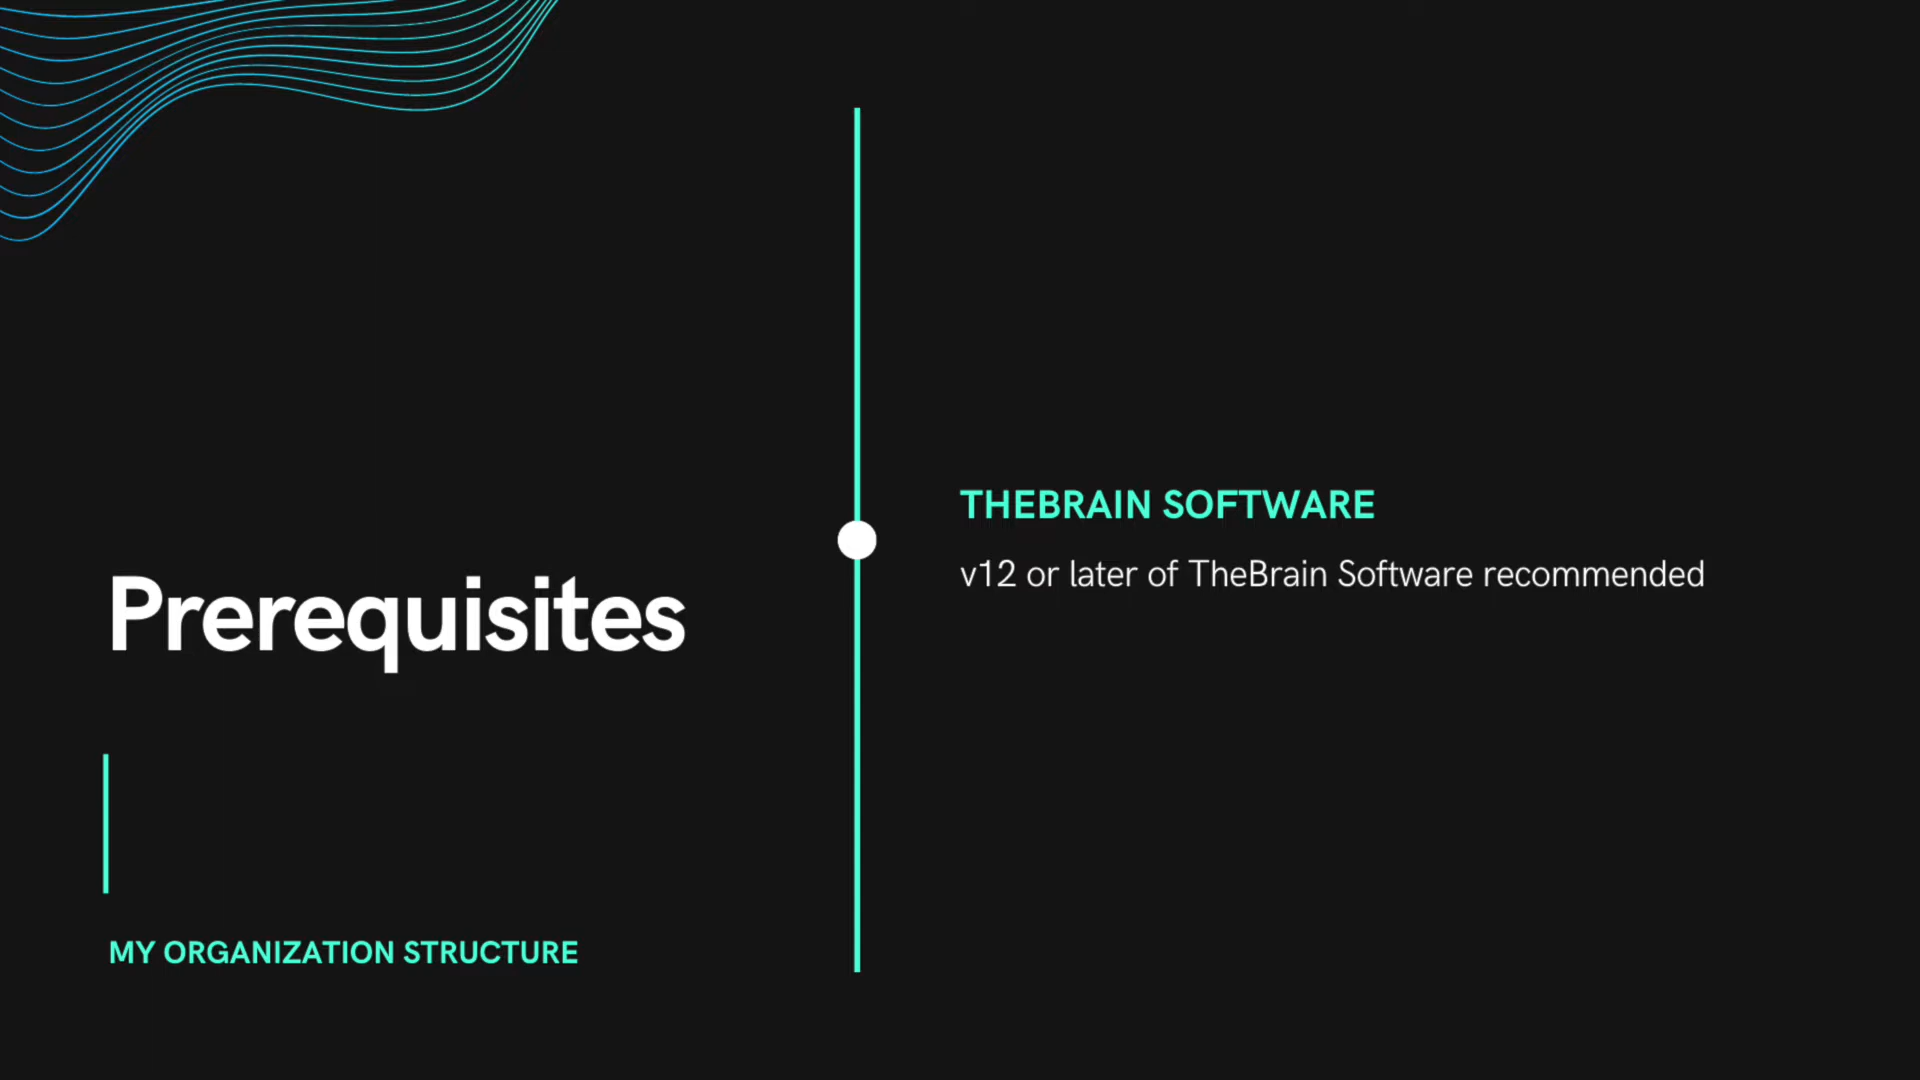 Prerequisites
MY ORGANIZATION STRUCTURE
THEBRAIN SOFTWARE
v12 or later of TheBrain Software recommended